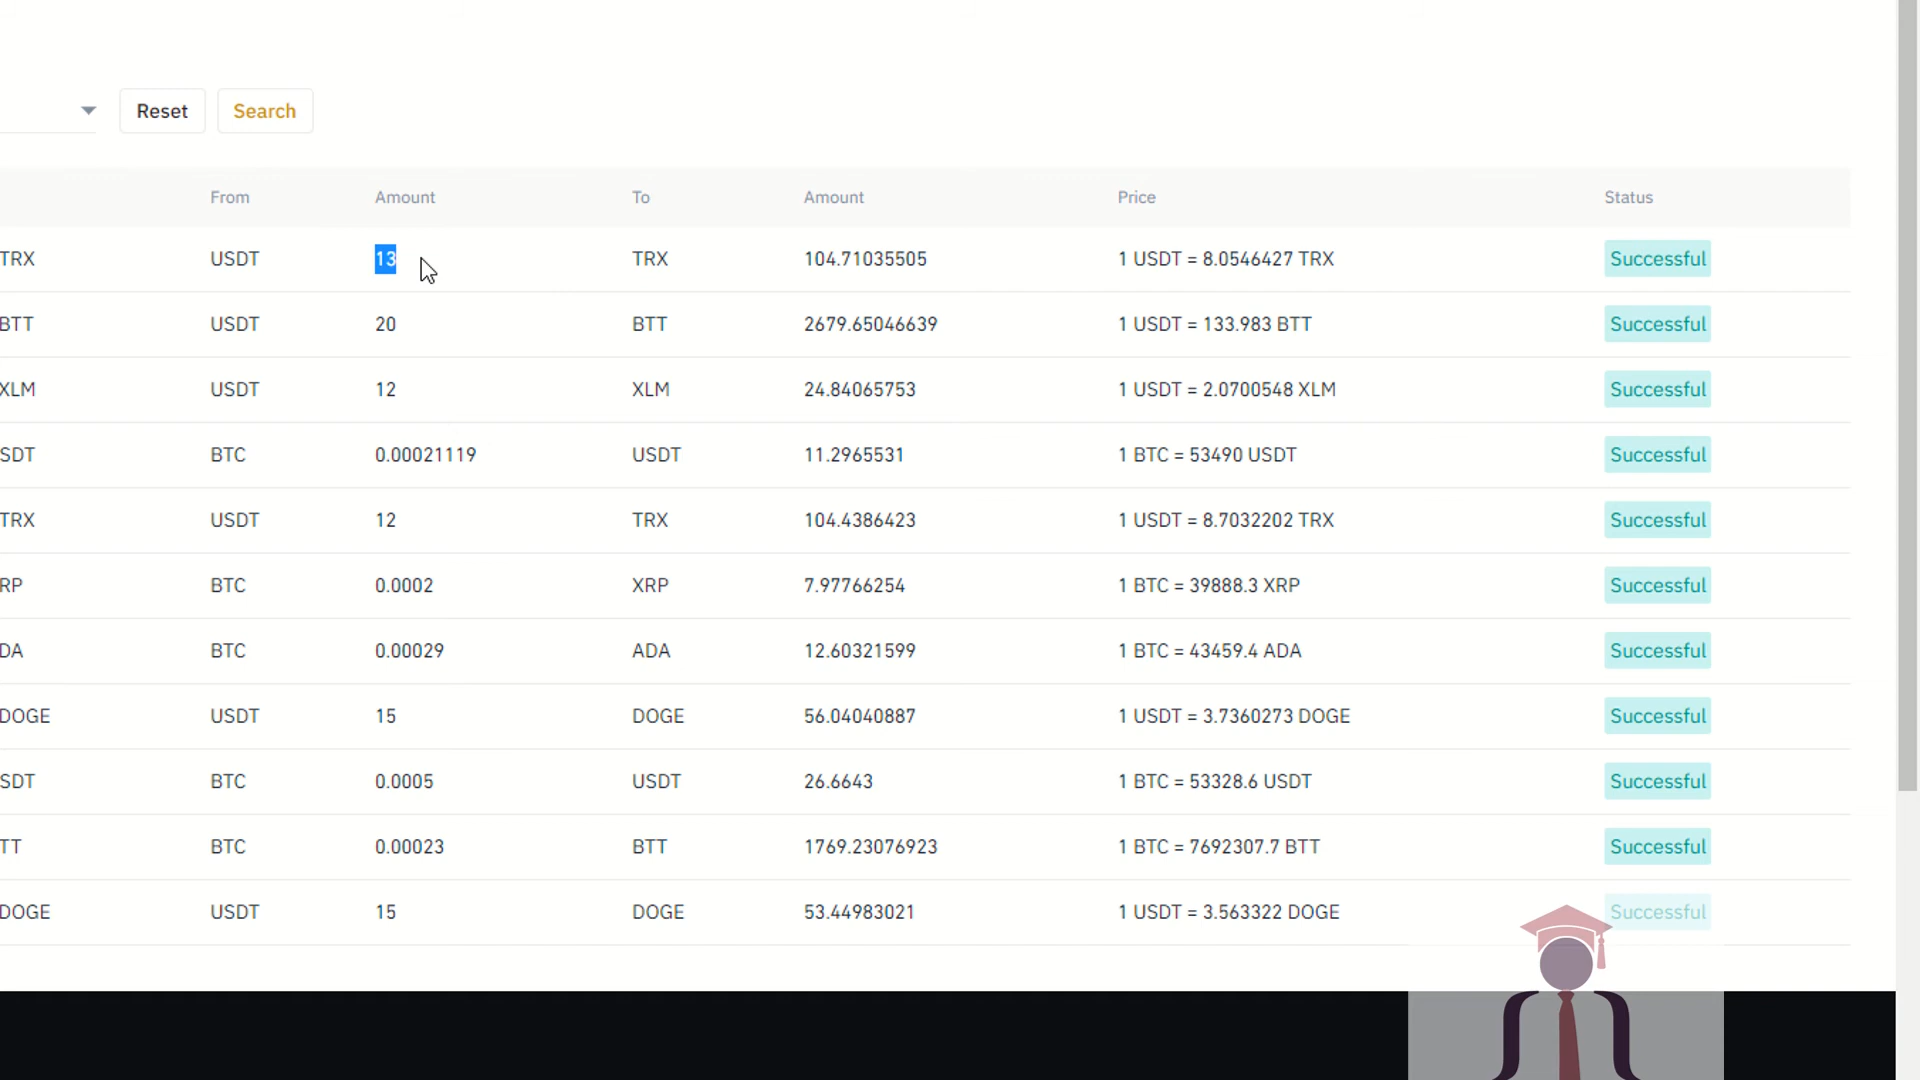 Reset Search
From Amount To Amount Price Status
TRX USDT 13 TRX 104.71035505 1 USDT = 8.0546427 TRX Successful
BTT USDT 20 BTT 2679.65046639 1 USDT = 133.983 BTT Successful
XLM USDT 12 XLM 24.84065753 1 USDT = 2.0700548 XLM Successful
SDT BTC 0.00021119 USDT 11.2965531 1 BTC = 53490 USDT Successful
TRX USDT 12 TRX 104.4386423 1 USDT = 8.7032202 TRX Successful
RP BTC 0.0002 XRP 7.97766254 1 BTC = 39888.3 XRP Successful
DA BTC 0.00029 ADA 12.60321599 1 BTC = 43459.4 ADA Successful
DOGE USDT 15 DOGE 56.04040887 1 USDT = 3.7360273 DOGE Successful
SDT BTC 0.0005 USDT 26.6643 1 BTC = 53328.6 USDT Successful
TT BTC 0.00023 BTT 1769.23076923 1 BTC = 7692307.7 BTT Successful
DOGE USDT 15 DOGE 53.44983021 1 USDT = 3.563322 DOGE Successful